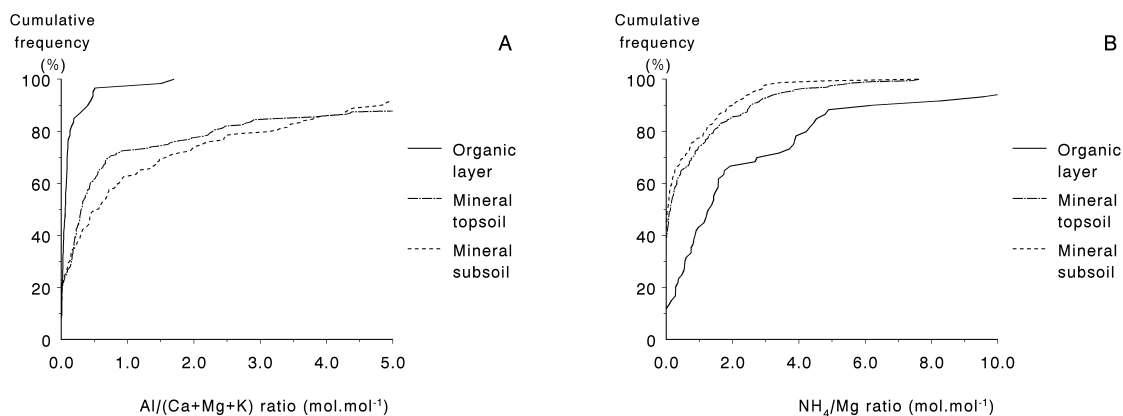 Cumulative
frequency
(%)
A
100
80
60
40
20
0
0.0 1.0 2.0 3.0 4.0 5.0
Al/(Ca+Mg+K) ratio (mol.mol⁻¹)
Organic
layer
Mineral
topsoil
Mineral
subsoil
Cumulative
frequency
(%)
B
100
80
60
40
20
0
0.0 2.0 4.0 6.0 8.0 10.0
NH₄/Mg ratio (mol.mol⁻¹)
Organic
layer
Mineral
topsoil
Mineral
subsoil